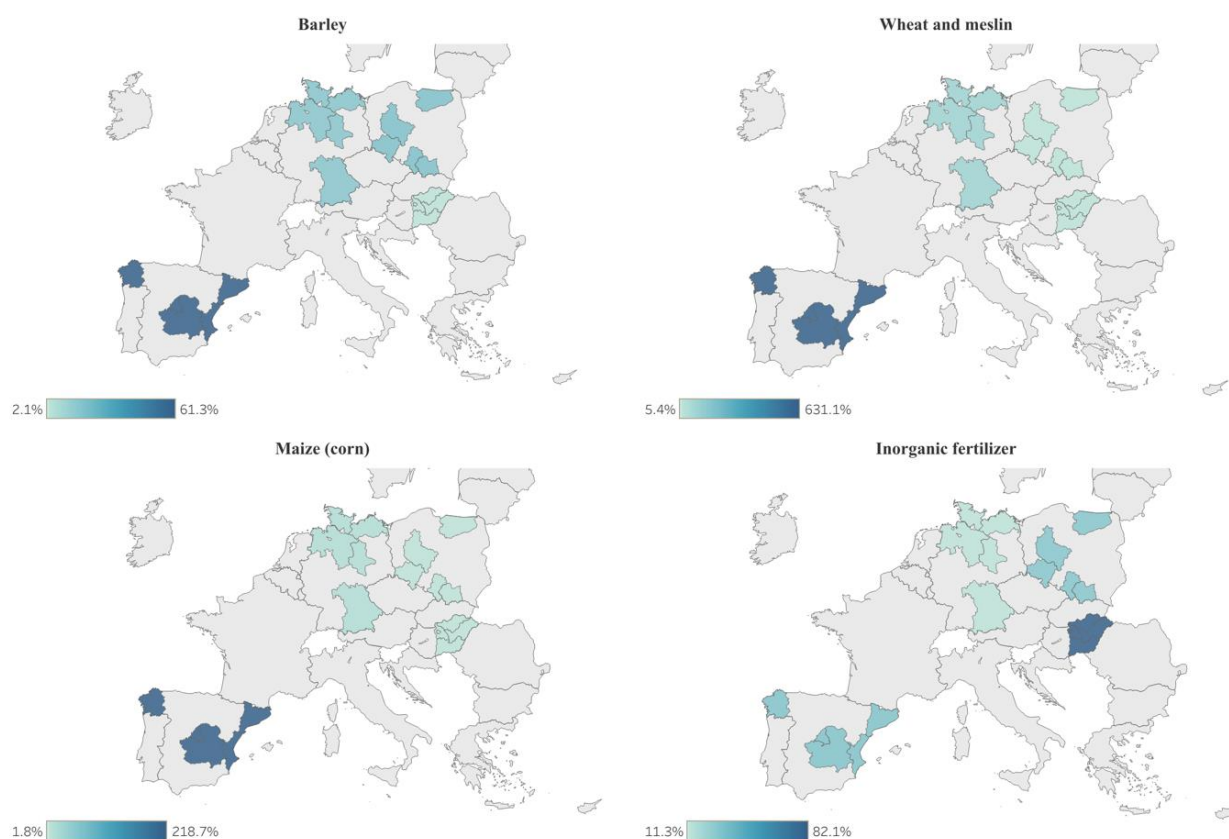 Barley
Wheat and meslin
2.1% 61.3%
5.4% 631.1%
Maize (corn)
Inorganic fertilizer
1.8% 218.7%
11.3% 82.1%